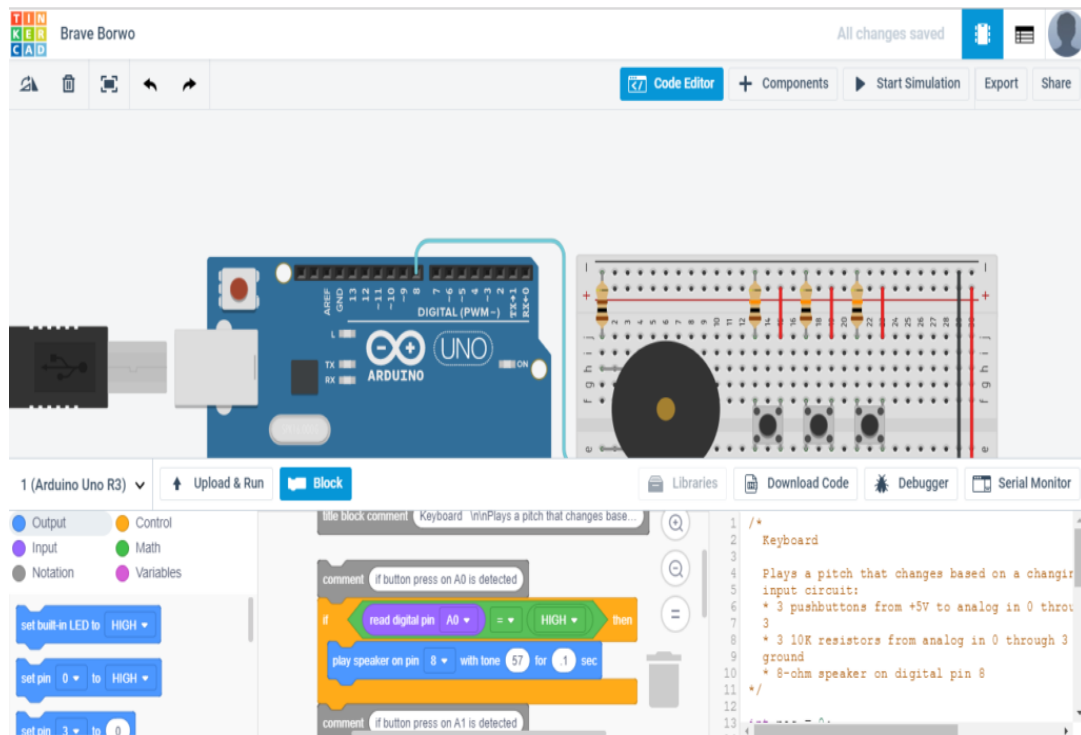 TIN
KER
CAD
Brave Borwo
All changes saved
Code Editor
Components
Start Simulation
Export
Share
AREF
GND
13
12
~11
~10
~9
8
7
~6
~5
4
~3
2
TX→1
RX←0
DIGITAL (PWM~)
L
TX
RX
ARDUINO
UNO
ON
1 (Arduino Uno R3)
Upload & Run
Block
Libraries
Download Code
Debugger
Serial Monitor
Output
Control
Input
Math
Notation
Variables
set built-in LED to HIGH
set pin 0 to HIGH
set pin 3 to 0
title block comment Keyboard \n\nPlays a pitch that changes base...
comment if button press on A0 is detected
if read digital pin A0 = HIGH then
play speaker on pin 8 with tone 57 for .1 sec
comment if button press on A1 is detected
1 /*
2 Keyboard
3
4 Plays a pitch that changes based on a changin
5 input circuit:
6 * 3 pushbuttons from +5V to analog in 0 throu
7 3
8 * 3 10K resistors from analog in 0 through 3
9 ground
10 * 8-ohm speaker on digital pin 8
11 */
12
13